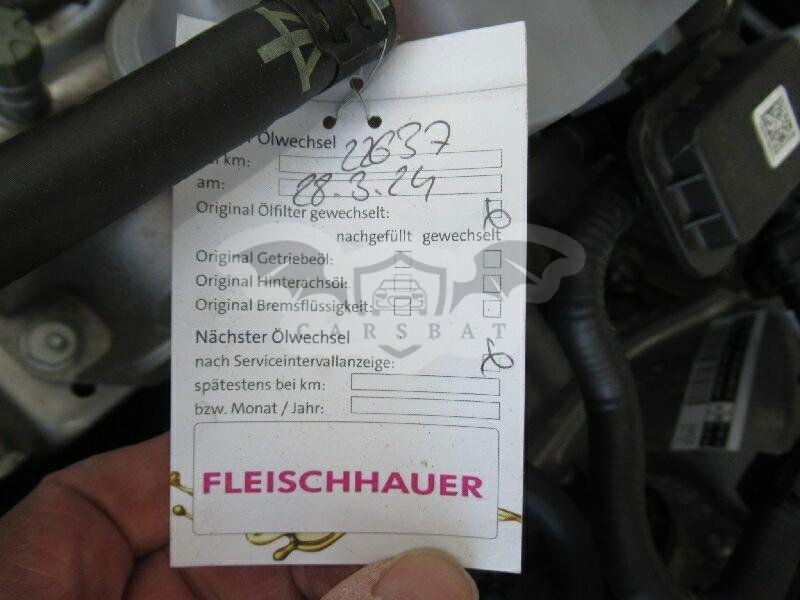 Ölwechsel
km: 22637
am: 28.3.24
Original Ölfilter gewechselt:
nachgefüllt gewechselt
Original Getriebeöl:
Original Hinterachsöl:
Original Bremsflüssigkeit:
CARSBAT
Nächster Ölwechsel
nach Serviceintervallanzeige:
spätestens bei km:
bzw. Monat / Jahr:
FLEISCHHAUER